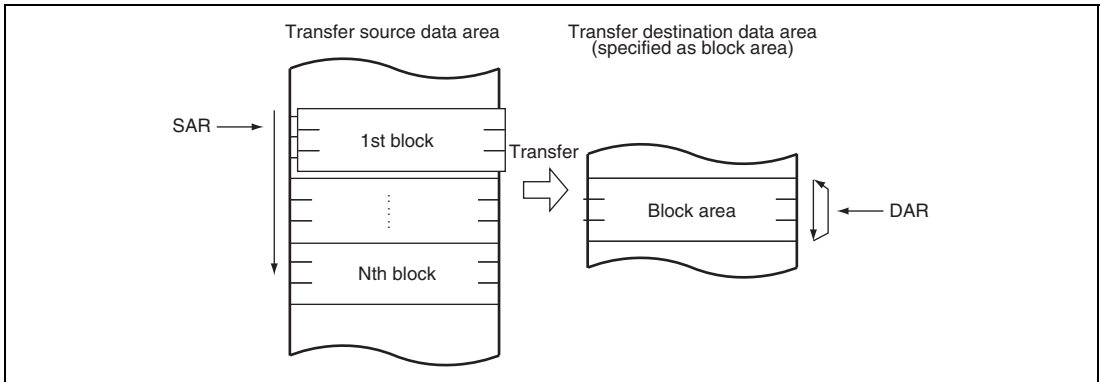 Transfer source data area
Transfer destination data area
(specified as block area)
SAR
1st block
Transfer
Block area
DAR
Nth block